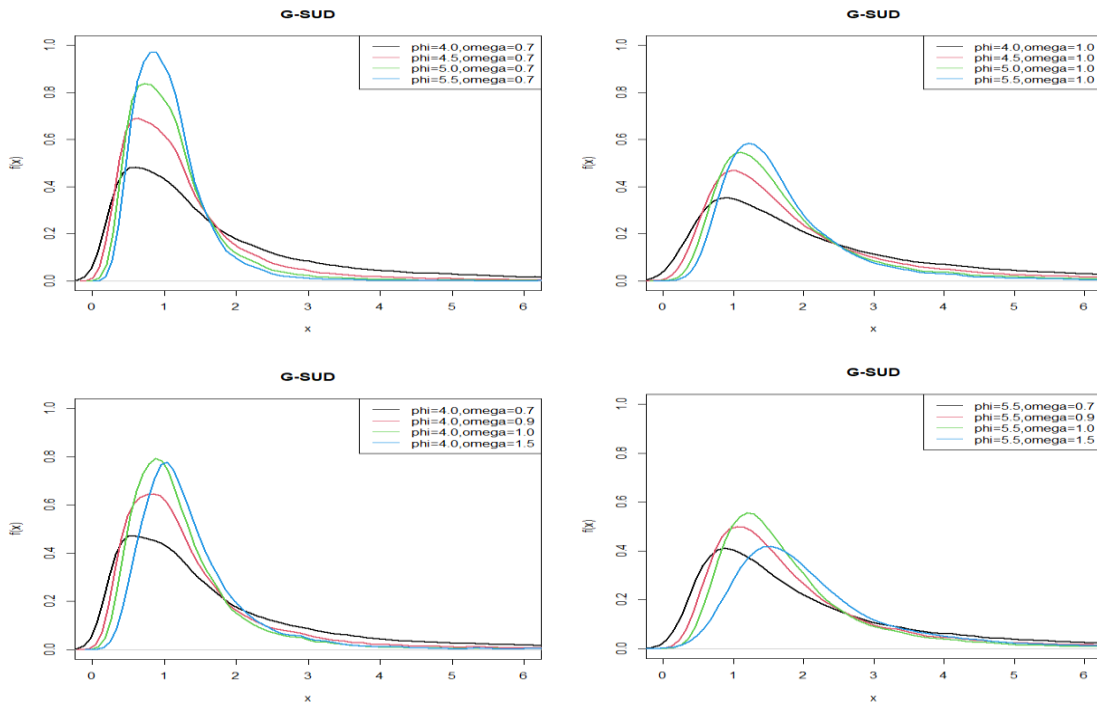 G-SUD
phi=4.0,omega=0.7
phi=4.5,omega=0.7
phi=5.0,omega=0.7
phi=5.5,omega=0.7
f(x)
0.0 0.2 0.4 0.6 0.8 1.0
0 1 2 3 4 5 6
x
G-SUD
phi=4.0,omega=1.0
phi=4.5,omega=1.0
phi=5.0,omega=1.0
phi=5.5,omega=1.0
f(x)
0.0 0.2 0.4 0.6 0.8 1.0
0 1 2 3 4 5 6
x
G-SUD
phi=4.0,omega=0.7
phi=4.0,omega=0.9
phi=4.0,omega=1.0
phi=4.0,omega=1.5
f(x)
0.0 0.2 0.4 0.6 0.8 1.0
0 1 2 3 4 5 6
x
G-SUD
phi=5.5,omega=0.7
phi=5.5,omega=0.9
phi=5.5,omega=1.0
phi=5.5,omega=1.5
f(x)
0.0 0.2 0.4 0.6 0.8 1.0
0 1 2 3 4 5 6
x